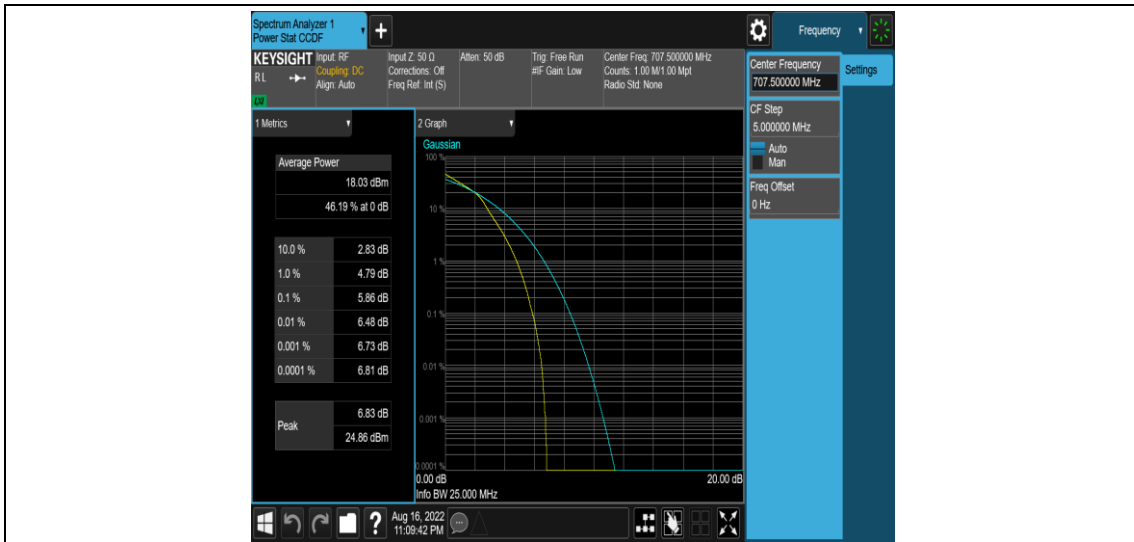 Spectrum Analyzer 1
Power Stat CCDF
Frequency
KEYSIGHT
RL
Input: RF
Coupling: DC
Align: Auto
Input Z: 50 Ω
Corrections: Off
Freq Ref: Int (S)
Atten: 50 dB
Trig: Free Run
#IF Gain: Low
Center Freq: 707.500000 MHz
Counts: 1.00 M/1.00 Mpt
Radio Std: None
Center Frequency
707.500000 MHz
Settings
CF Step
5.000000 MHz
Auto
Man
Freq Offset
0 Hz
1 Metrics
Average Power
18.03 dBm
46.19 % at 0 dB
10.0 % 2.83 dB
1.0 % 4.79 dB
0.1 % 5.86 dB
0.01 % 6.48 dB
0.001 % 6.73 dB
0.0001 % 6.81 dB
Peak
6.83 dB
24.86 dBm
2 Graph
Gaussian
100 %
10 %
1 %
0.1 %
0.01 %
0.001 %
0.0001 %
0.00 dB 20.00 dB
Info BW 25.000 MHz
?
Aug 16, 2022
11:09:42 PM